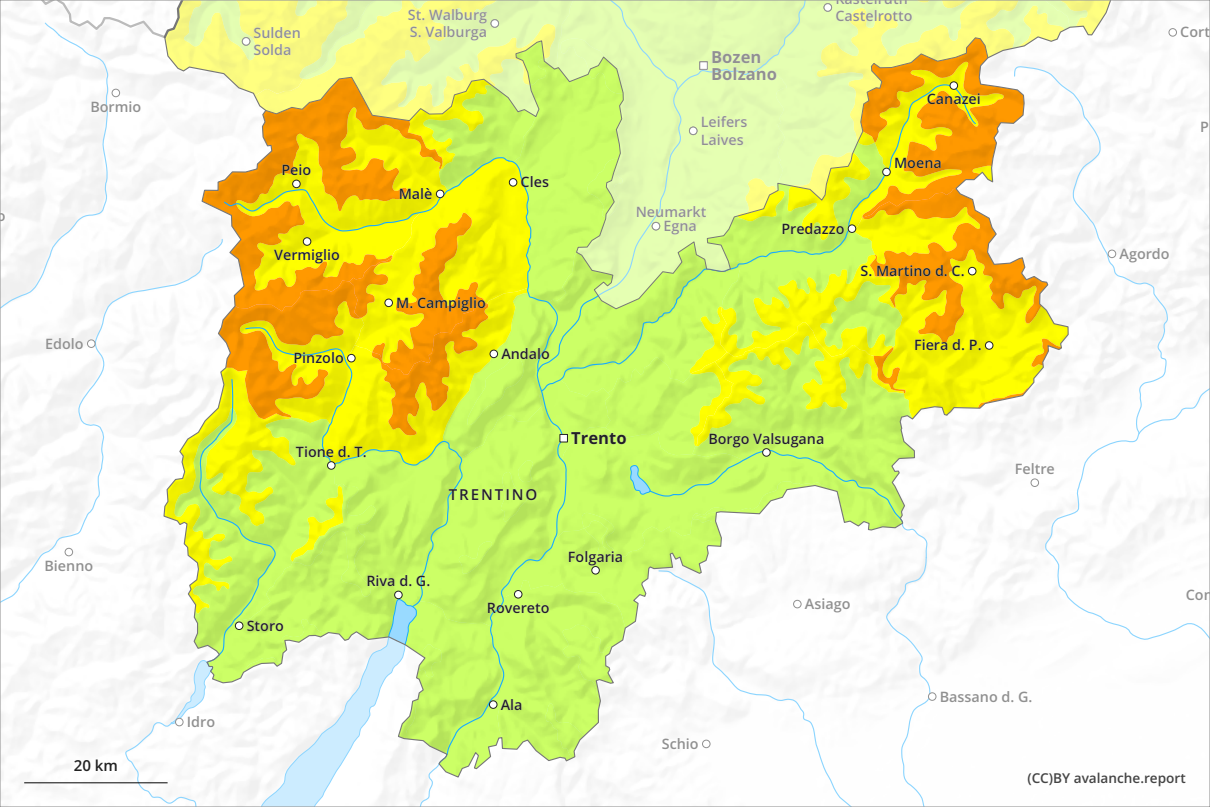 Kastelruth
Castelrotto
St. Walburg
S. Valburga
Sulden
Solda
Cort
Bozen
Bolzano
Bormio
Canazei
Leifers
Laives
P
Peio
Moena
Malè
Cles
Neumarkt
Egna
Predazzo
Vermiglio
Agordo
S. Martino d. C.
M. Campiglio
Edolo
Pinzolo
Andalo
Fiera d. P.
Trento
Borgo Valsugana
Tione d. T.
Feltre
TRENTINO
Bienno
Folgaria
Riva d. G.
Cor
Asiago
Rovereto
Storo
Bassano d. G.
Ala
Idro
Schio
20 km
(CC)BY avalanche.report